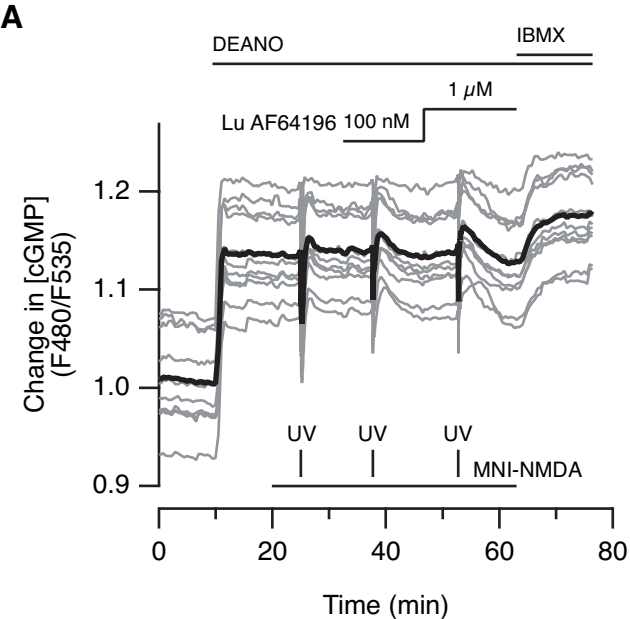 A
IBMX
DEANO
1 µM
Lu AF64196 100 nM
Change in [cGMP]
(F480/F535)
1.2
1.1
1.0
0.9
UV UV UV
MNI-NMDA
0 20 40 60 80
Time (min)